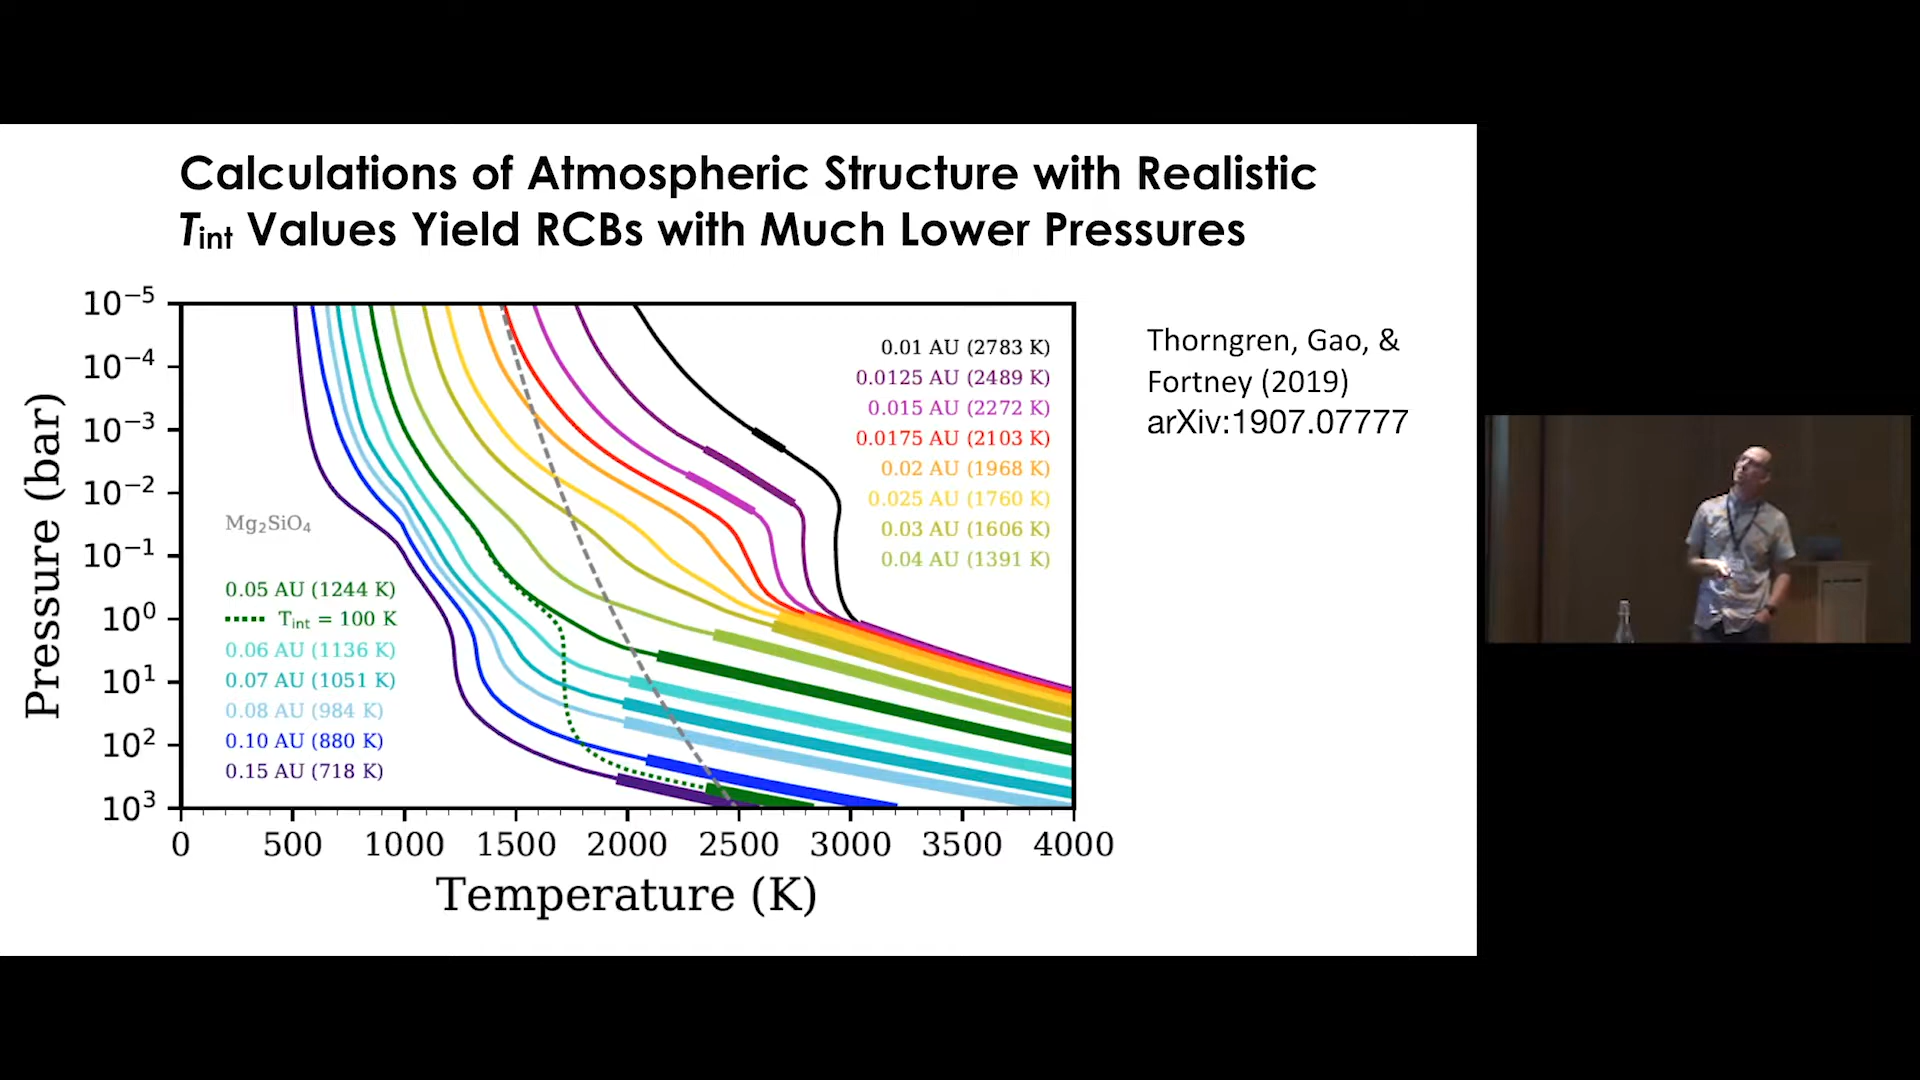 Calculations of Atmospheric Structure with Realistic
Tint Values Yield RCBs with Much Lower Pressures
Thorngren, Gao, &
Fortney (2019)
arXiv:1907.07777
Pressure (bar)
10⁻⁵
10⁻⁴
10⁻³
10⁻²
10⁻¹
10⁰
10¹
10²
10³
0.01 AU (2783 K)
0.0125 AU (2489 K)
0.015 AU (2272 K)
0.0175 AU (2103 K)
0.02 AU (1968 K)
0.025 AU (1760 K)
0.03 AU (1606 K)
0.04 AU (1391 K)
Mg₂SiO₄
0.05 AU (1244 K)
Tint = 100 K
0.06 AU (1136 K)
0.07 AU (1051 K)
0.08 AU (984 K)
0.10 AU (880 K)
0.15 AU (718 K)
0 500 1000 1500 2000 2500 3000 3500 4000
Temperature (K)